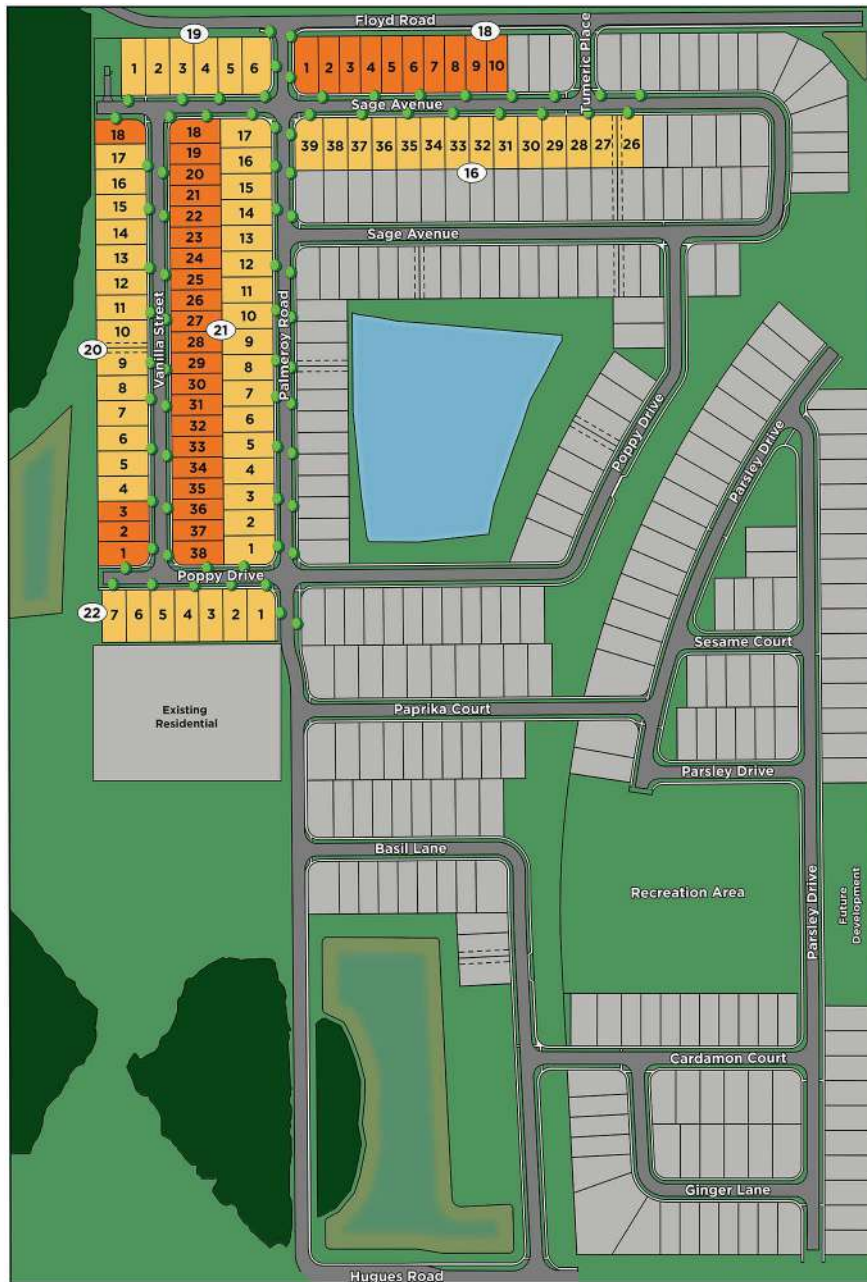 Floyd Road
19
18
1 2 3 4 5 6
1 2 3 4 5 6 7 8 9 10
Tumeric Place
Sage Avenue
39 38 37 36 35 34 33 32 31 30 29 28 27 26
16
18
17
16
15
14
13
12
11
10
9
8
7
6
5
4
3
2
1
20
Vanilla Street
18
19
20
21
22
23
24
25
26
27
28
29
30
31
32
33
34
35
36
37
38
21
17
16
15
14
13
12
11
10
9
8
7
6
5
4
3
2
1
Palmeroy Road
Sage Avenue
Poppy Drive
Parsley Drive
Poppy Drive
22
7 6 5 4 3 2 1
Sesame Court
Existing
Residential
Paprika Court
Parsley Drive
Basil Lane
Recreation Area
Parsley Drive
Future
Development
Cardamon Court
Ginger Lane
Hugues Road